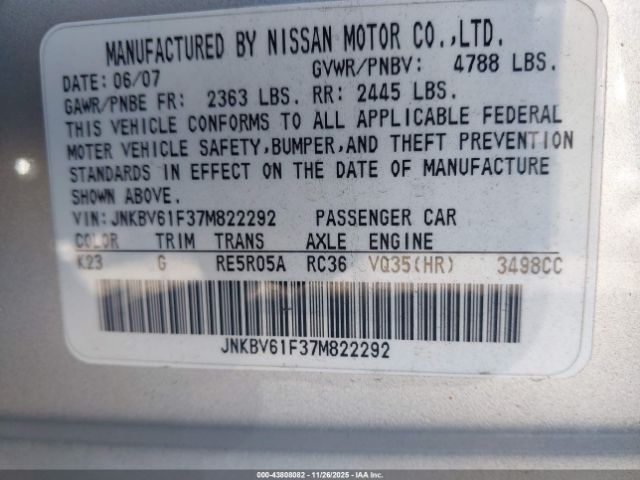 MANUFACTURED BY NISSAN MOTOR CO.,LTD.
DATE: 06/07 GVWR/PNBV: 4788 LBS.
GAWR/PNBE FR: 2363 LBS. RR: 2445 LBS.
THIS VEHICLE CONFORMS TO ALL APPLICABLE FEDERAL
MOTER VEHICLE SAFETY,BUMPER,AND THEFT PREVENTION
STANDARDS IN EFFECT ON THE DATE OF MANUFACTURE
SHOWN ABOVE.
VIN: JNKBV61F37M822292 PASSENGER CAR
COLOR TRIM TRANS AXLE ENGINE
K23 G RE5R05A RC36 VQ35(HR) 3498CC
JNKBV61F37M822292
000-43808082 - 11/26/2025 - IAAI.COM